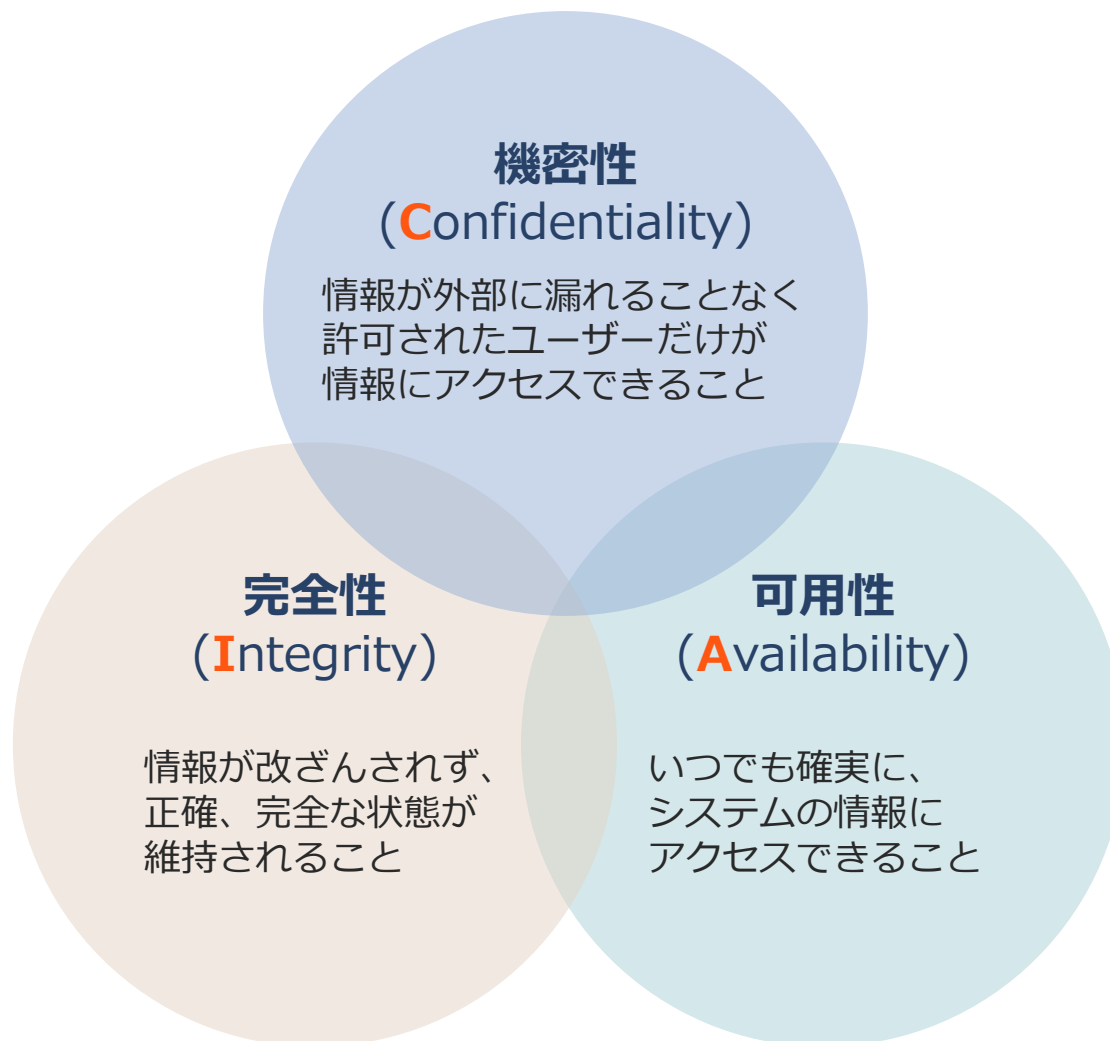 機密性
(Confidentiality)
情報が外部に漏れることなく
許可されたユーザーだけが
情報にアクセスできること
完全性
(Integrity)
情報が改ざんされず、
正確、完全な状態が
維持されること
可用性
(Availability)
いつでも確実に、
システムの情報に
アクセスできること